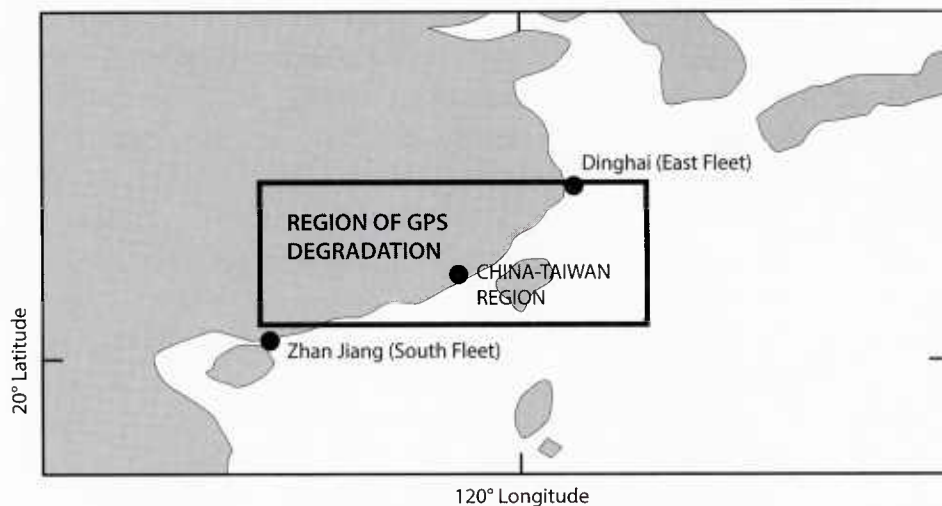 Dinghai (East Fleet)
REGION OF GPS
DEGRADATION
CHINA-TAIWAN
REGION
Zhan Jiang (South Fleet)
20° Latitude
120° Longitude